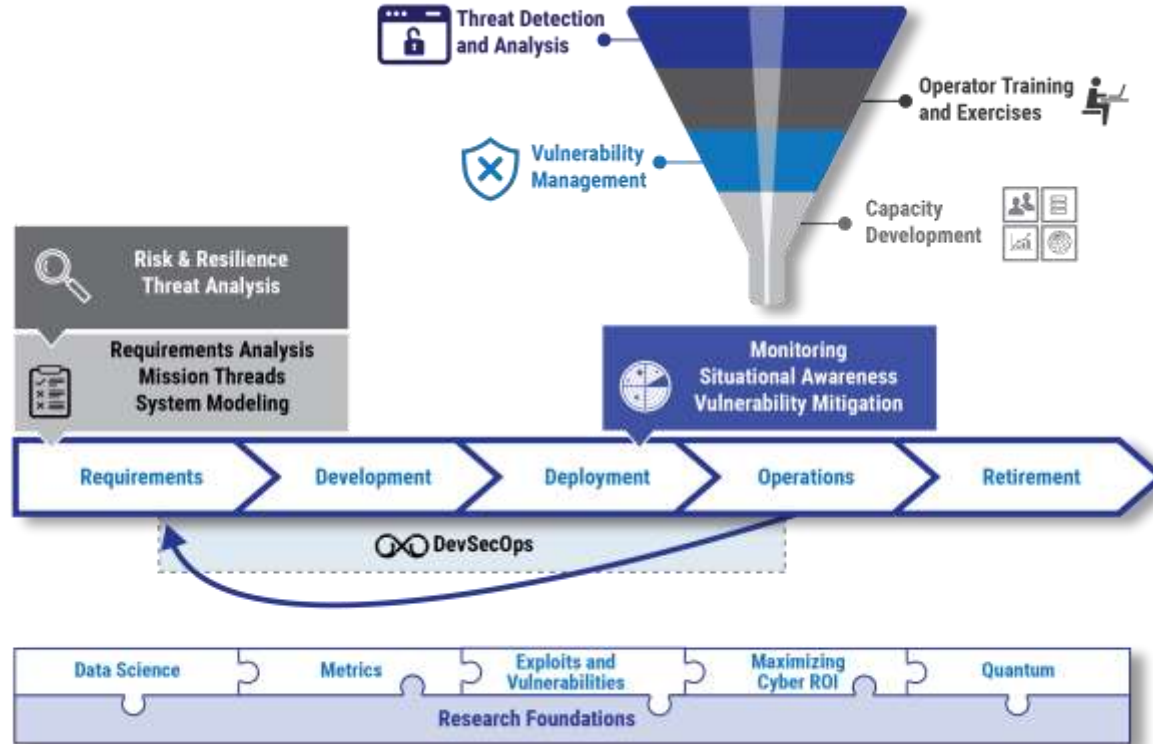 Threat Detection
and Analysis
Operator Training
and Exercises
Vulnerability
Management
Capacity
Development
Risk & Resilience
Threat Analysis
Requirements Analysis
Mission Threads
System Modeling
Monitoring
Situational Awareness
Vulnerability Mitigation
Requirements
Development
Deployment
Operations
Retirement
DevSecOps
Data Science
Metrics
Exploits and
Vulnerabilities
Maximizing
Cyber ROI
Quantum
Research Foundations